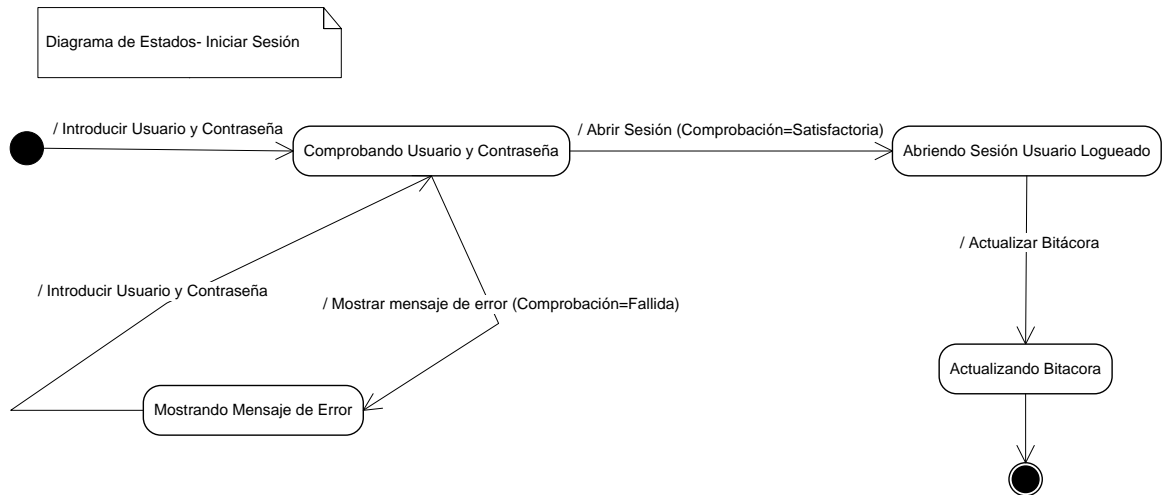 Diagrama de Estados- Iniciar Sesión
/ Introducir Usuario y Contraseña
/ Abrir Sesión (Comprobación=Satisfactoria)
Comprobando Usuario y Contraseña
Abriendo Sesión Usuario Logueado
/ Actualizar Bitácora
/ Introducir Usuario y Contraseña
/ Mostrar mensaje de error (Comprobación=Fallida)
Actualizando Bitacora
Mostrando Mensaje de Error